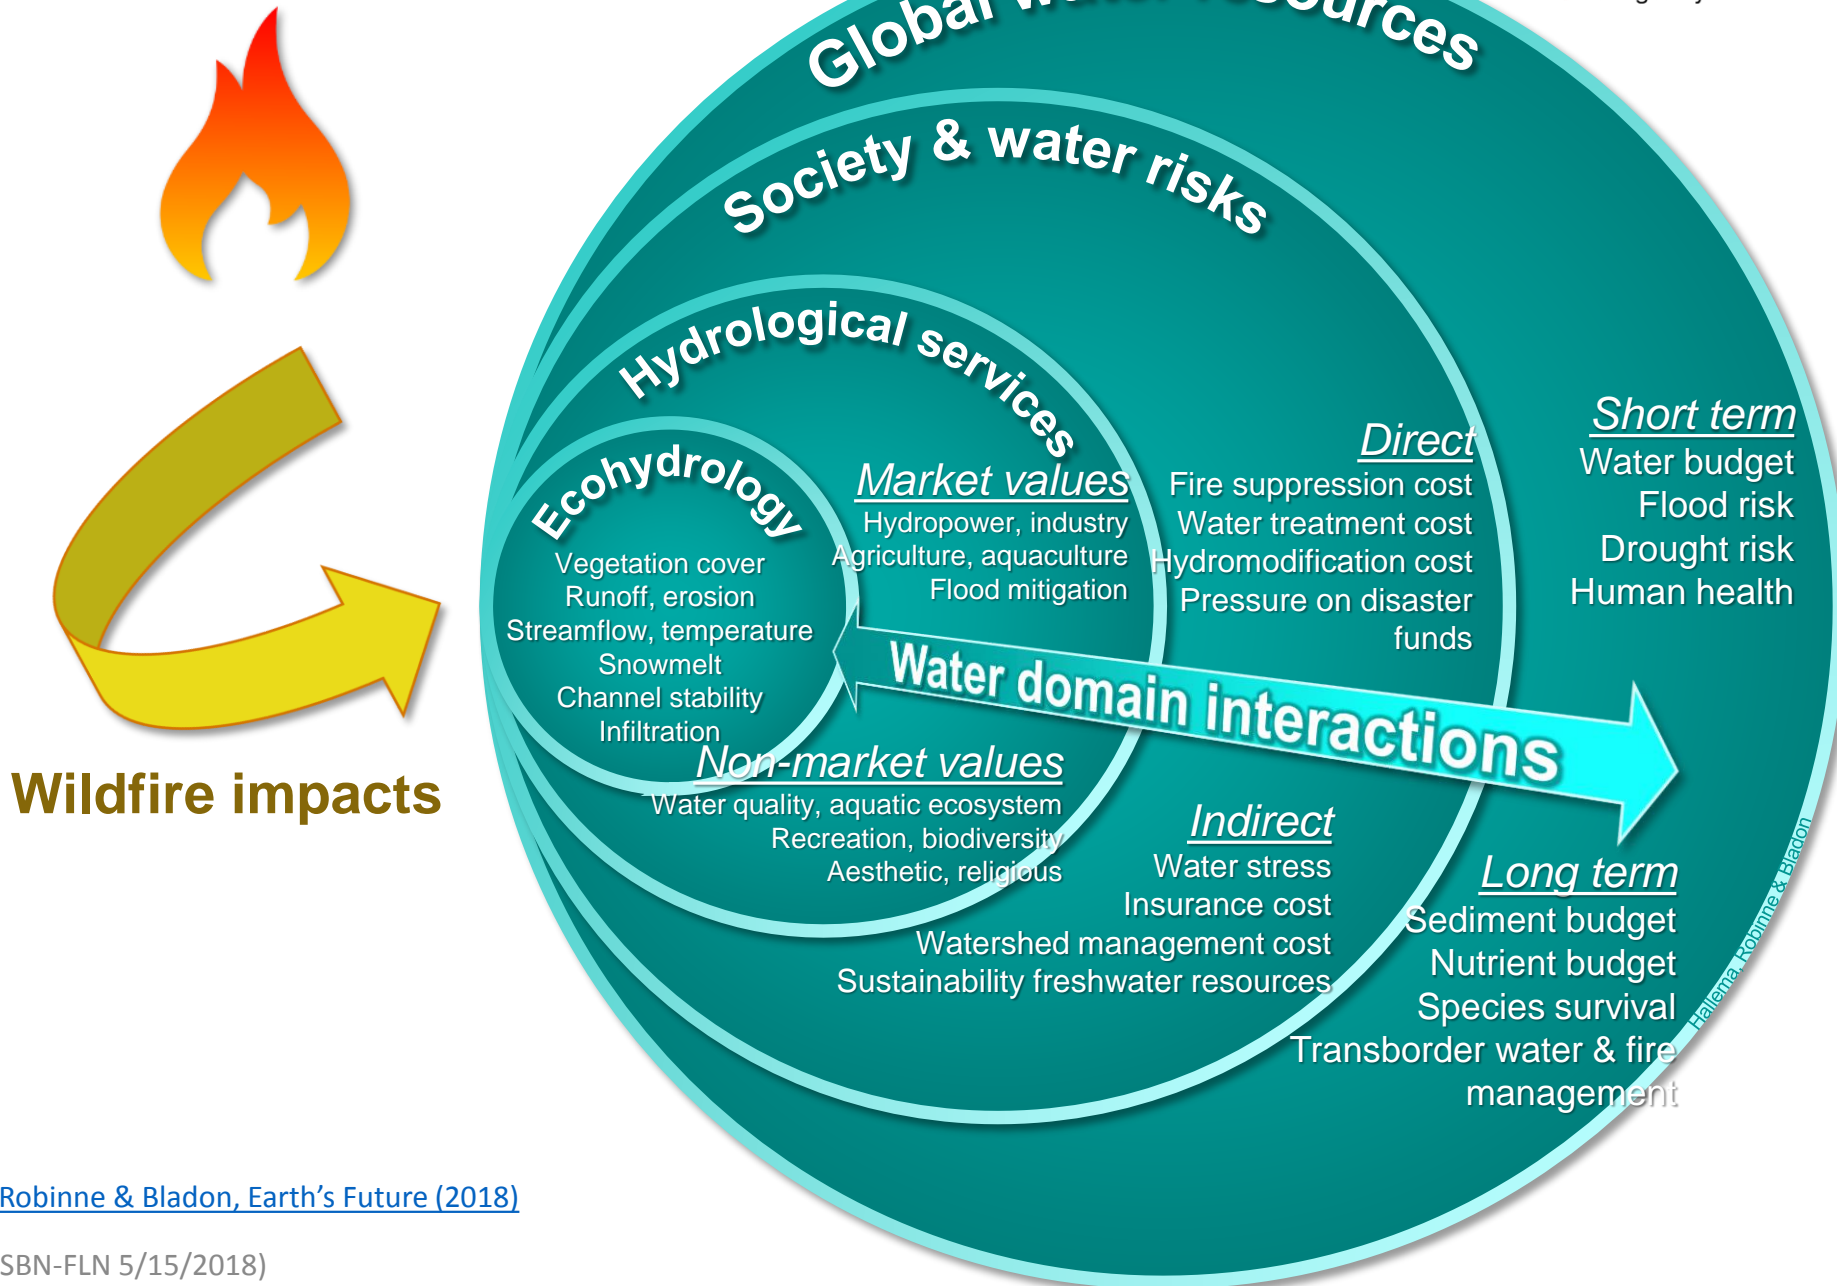 Global water resources
Society & water risks
Hydrological services
Ecohydrology
Vegetation cover
Runoff, erosion
Streamflow, temperature
Snowmelt
Channel stability
Infiltration
Market values
Hydropower, industry
Agriculture, aquaculture
Flood mitigation
Non-market values
Water quality, aquatic ecosystem
Recreation, biodiversity
Aesthetic, religious
Direct
Fire suppression cost
Water treatment cost
Hydromodification cost
Pressure on disaster
funds
Indirect
Water stress
Insurance cost
Watershed management cost
Sustainability freshwater resources
Short term
Water budget
Flood risk
Drought risk
Human health
Long term
Sediment budget
Nutrient budget
Species survival
Transborder water & fire
management
Water domain interactions
Wildfire impacts
Hallema, Robinne & Bladon
Robinne & Bladon, Earth's Future (2018)
SBN-FLN 5/15/2018)